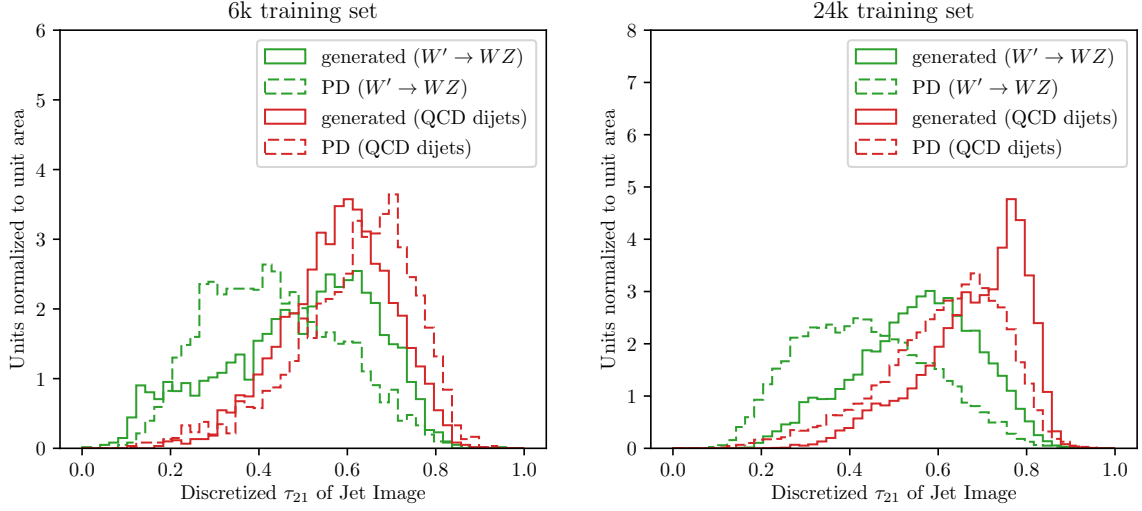 6k training set
Units normalized to unit area
6
5
4
3
2
1
0
generated (W′ → WZ)
PD (W′ → WZ)
generated (QCD dijets)
PD (QCD dijets)
0.0 0.2 0.4 0.6 0.8 1.0
Discretized τ₂₁ of Jet Image
24k training set
Units normalized to unit area
8
7
6
5
4
3
2
1
0
generated (W′ → WZ)
PD (W′ → WZ)
generated (QCD dijets)
PD (QCD dijets)
0.0 0.2 0.4 0.6 0.8 1.0
Discretized τ₂₁ of Jet Image